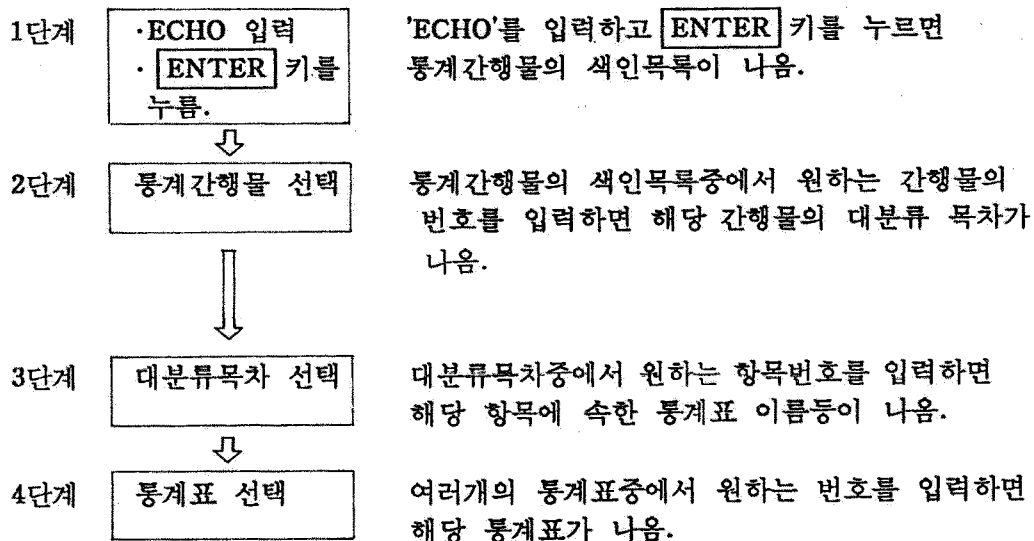 1단계 ·ECHO 입력 'ECHO'를 입력하고 ENTER 키를 누르면
· ENTER 키를 통계간행물의 색인목록이 나옴.
누름.
2단계 통계간행물 선택 통계간행물의 색인목록중에서 원하는 간행물의
번호를 입력하면 해당 간행물의 대분류 목차가
나옴.
3단계 대분류목차 선택 대분류목차중에서 원하는 항목번호를 입력하면
해당 항목에 속한 통계표 이름등이 나옴.
4단계 통계표 선택 여러개의 통계표중에서 원하는 번호를 입력하면
해당 통계표가 나옴.